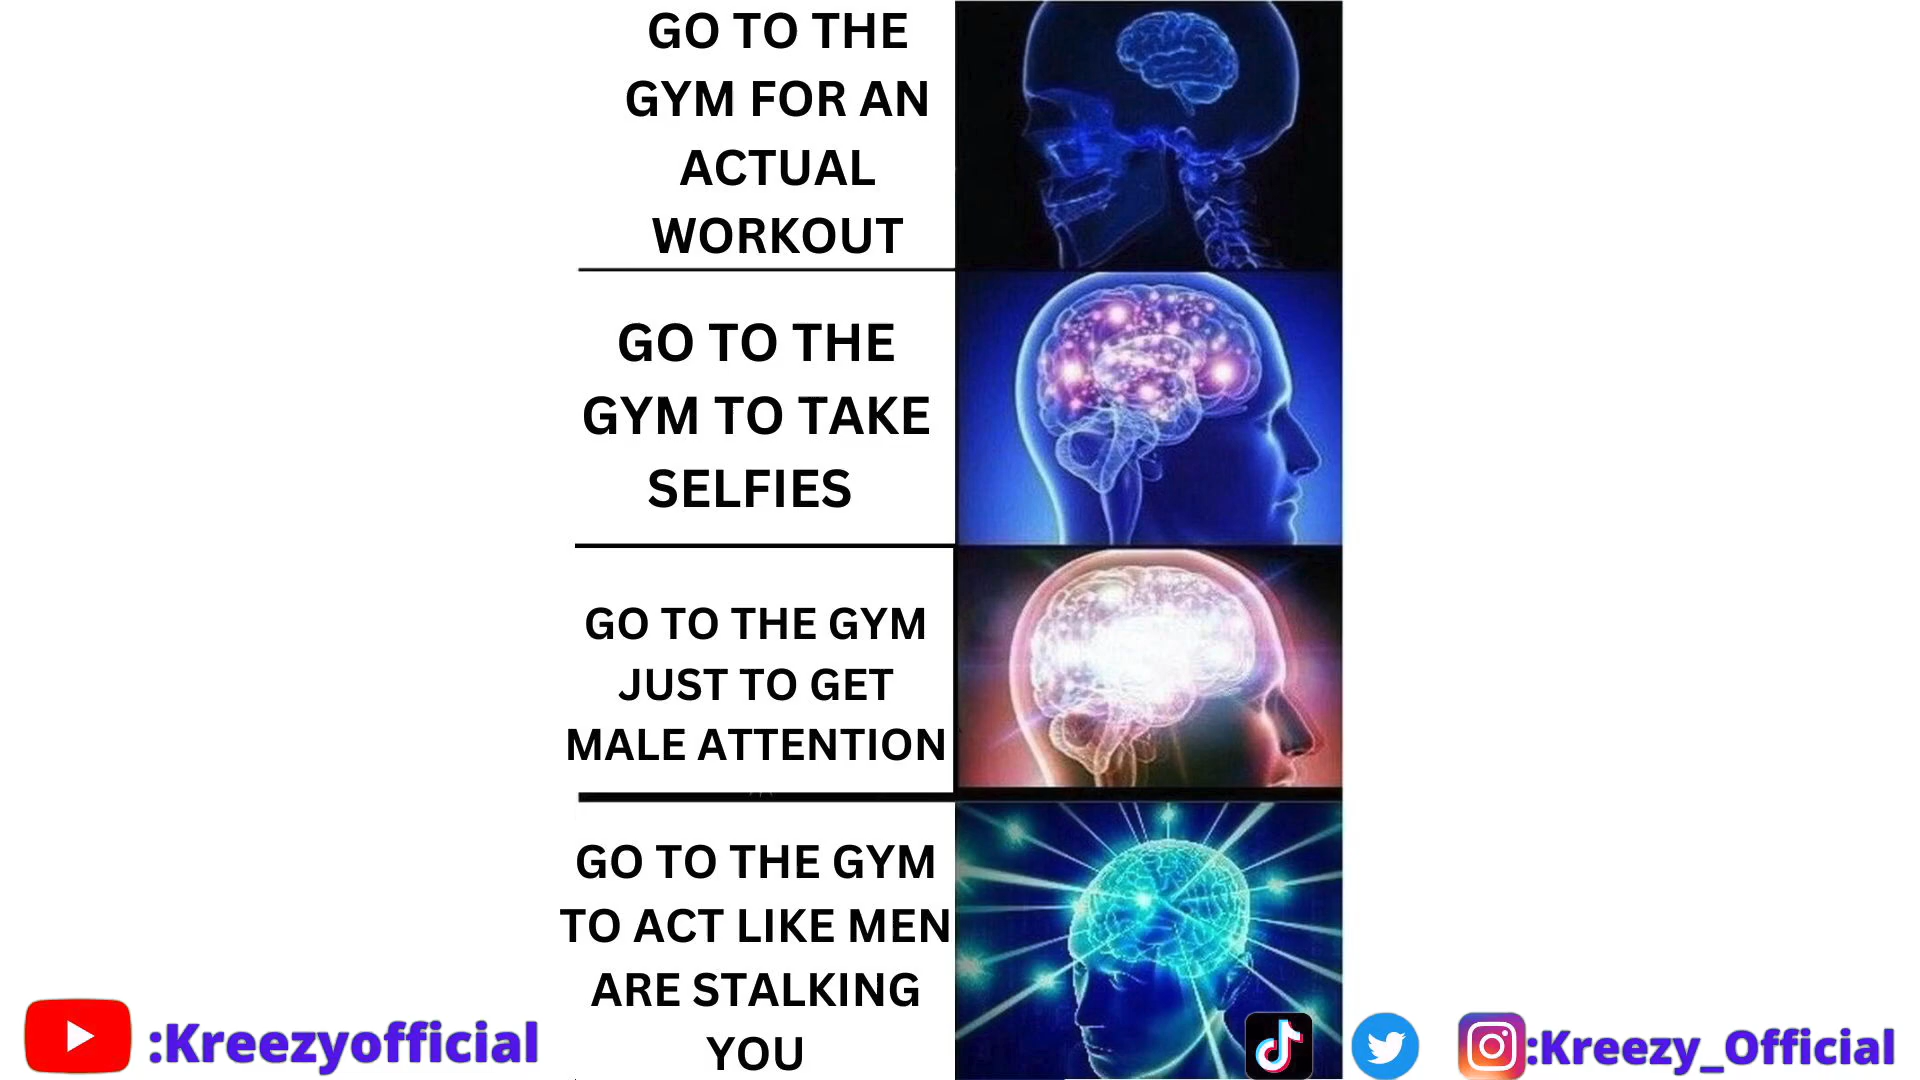 GO TO THE
GYM FOR AN
ACTUAL
WORKOUT
GO TO THE
GYM TO TAKE
SELFIES
GO TO THE GYM
JUST TO GET
MALE ATTENTION
GO TO THE GYM
TO ACT LIKE MEN
ARE STALKING
YOU
:Kreezyofficial
:Kreezy_Official